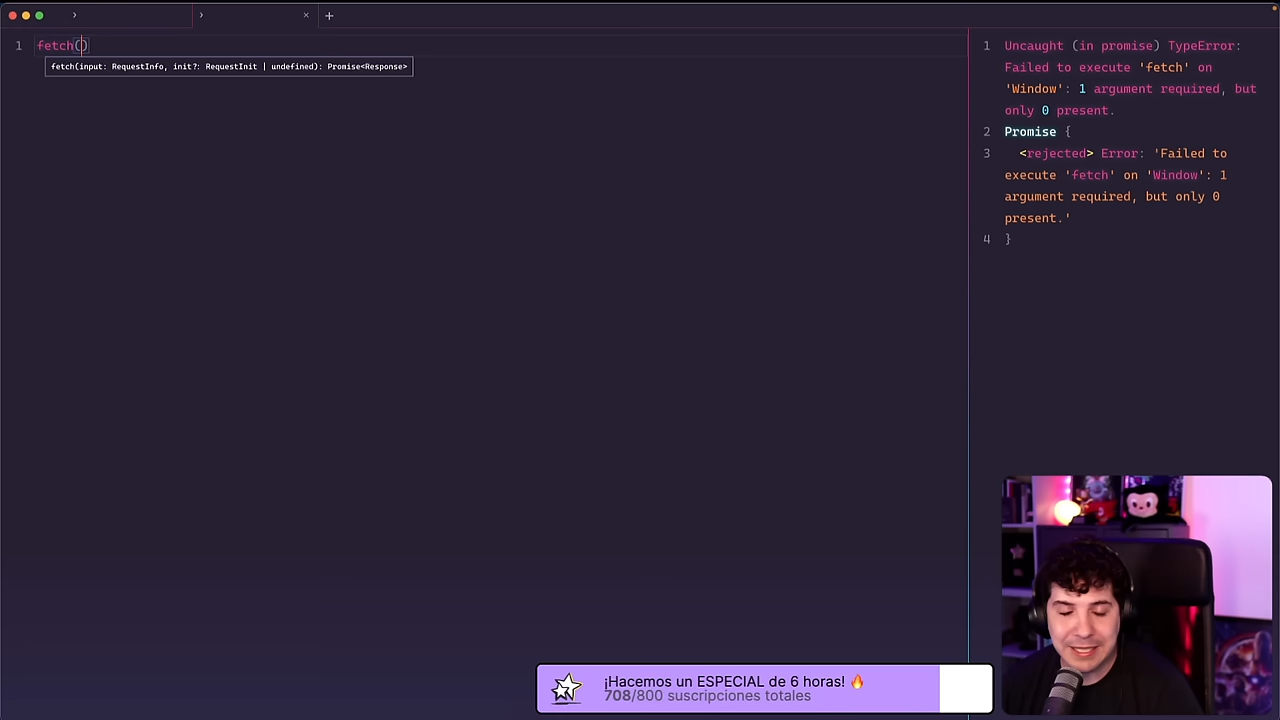 1 fetch()
fetch(input: RequestInfo, init?: RequestInit | undefined): Promise<Response>
1 Uncaught (in promise) TypeError:
Failed to execute 'fetch' on
'Window': 1 argument required, but
only 0 present.
2 Promise {
3 <rejected> Error: 'Failed to
execute 'fetch' on 'Window': 1
argument required, but only 0
present.'
4 }
¡Hacemos un ESPECIAL de 6 horas! 🔥
708/800 suscripciones totales